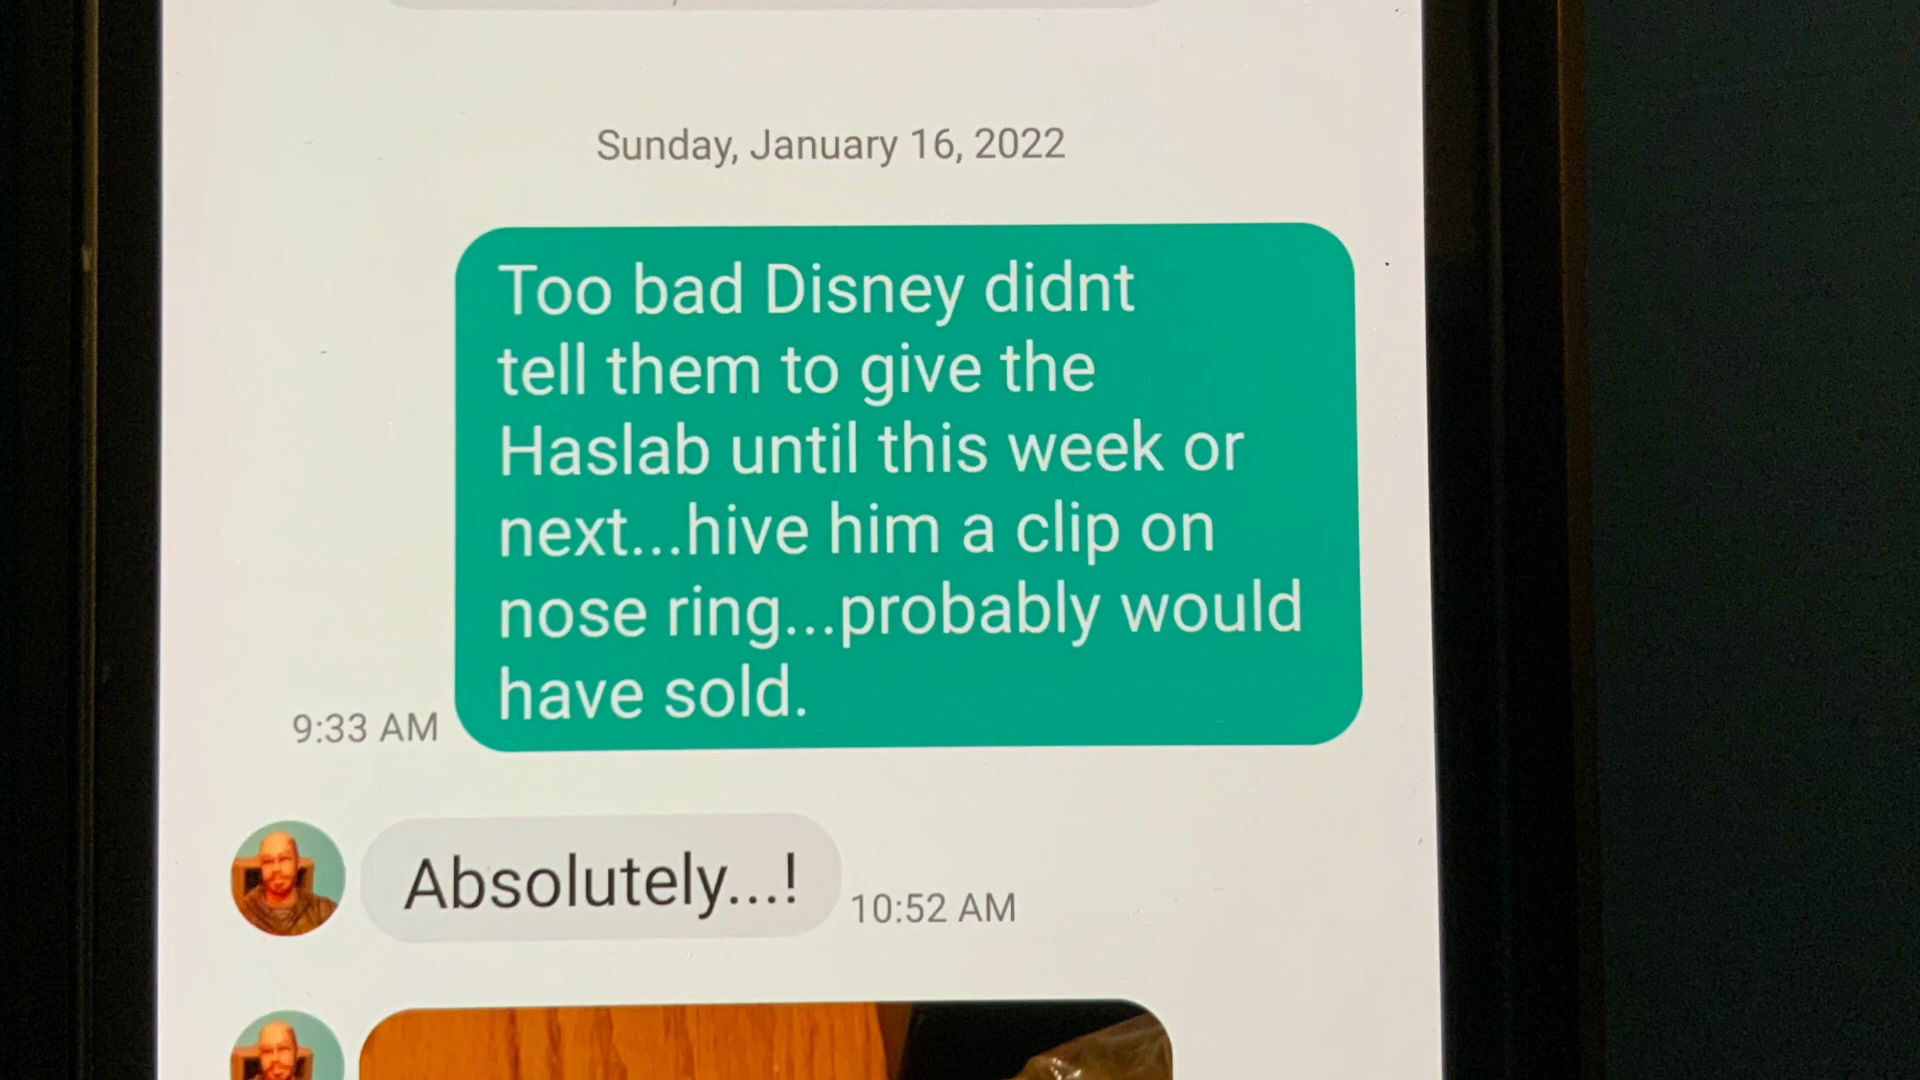 Sunday, January 16, 2022
Too bad Disney didnt
tell them to give the
Haslab until this week or
next...hive him a clip on
nose ring...probably would
have sold.
9:33 AM
Absolutely...!
10:52 AM